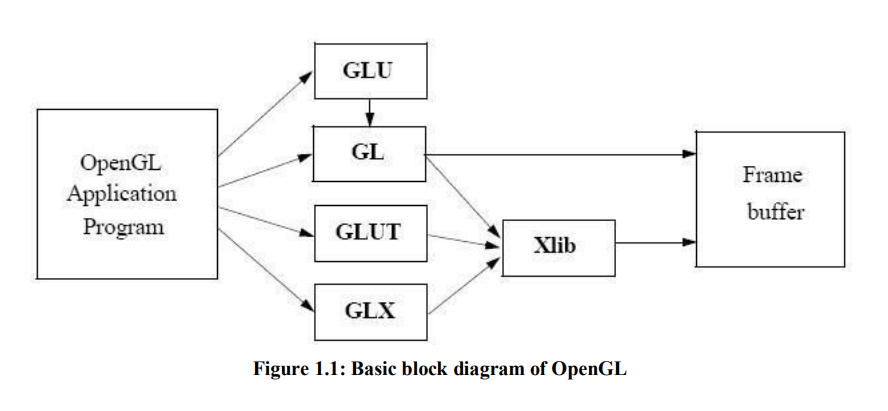 GLU
OpenGL
Application
Program
GL
GLUT
GLX
Xlib
Frame
buffer
Figure 1.1: Basic block diagram of OpenGL